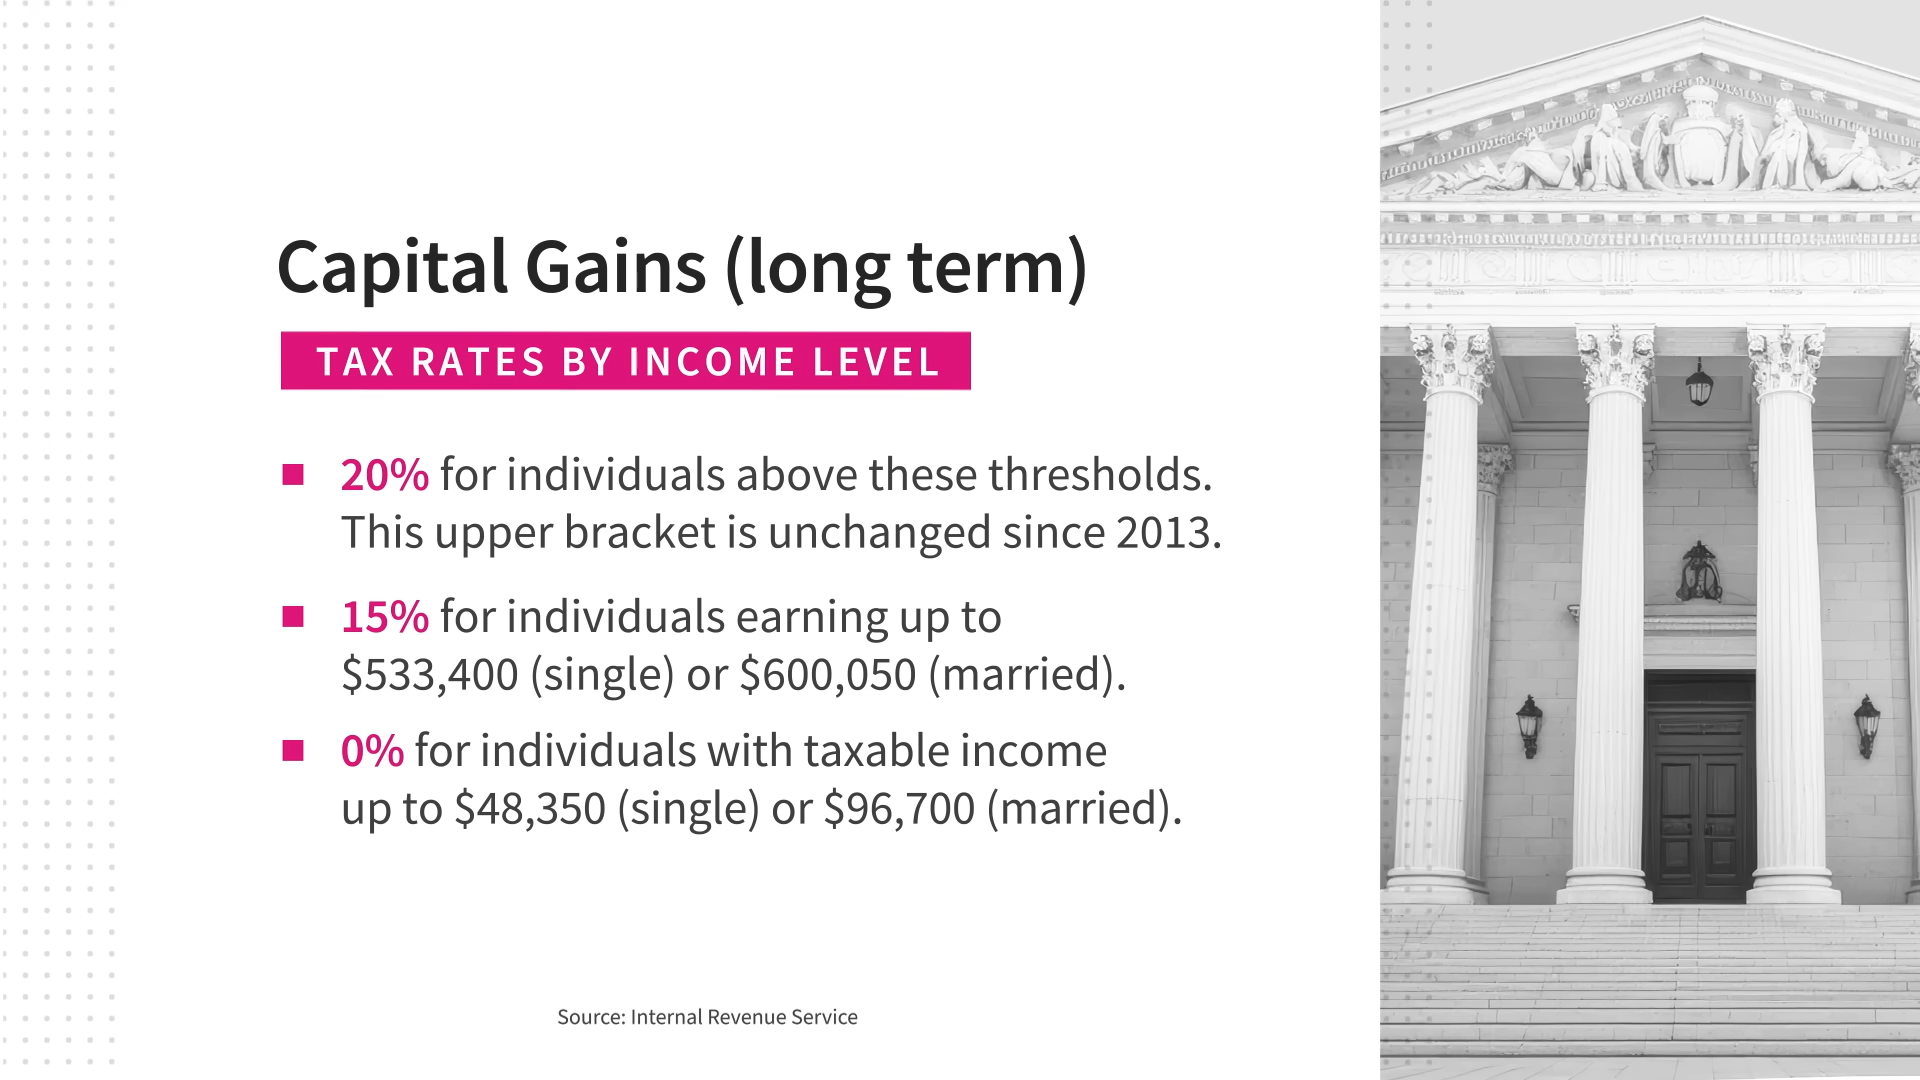 Capital Gains (long term)
TAX RATES BY INCOME LEVEL
20% for individuals above these thresholds.
This upper bracket is unchanged since 2013.
15% for individuals earning up to
$533,400 (single) or $600,050 (married).
0% for individuals with taxable income
up to $48,350 (single) or $96,700 (married).
Source: Internal Revenue Service